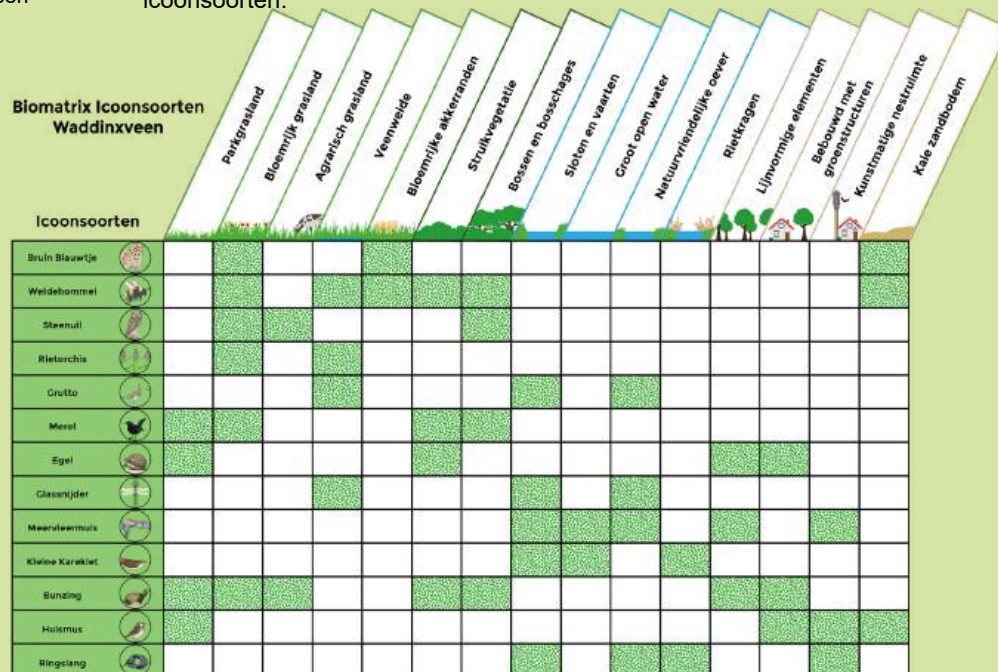 icoonsoorten.
Biomatrix Icoonsoorten
Waddinxveen
Icoonsoorten
Parkgrasland
Bloemrijk grasland
Agrarisch grasland
Veenweide
Bloemrijke akkerranden
Struikvegetatie
Bossen en bosschages
Sloten en vaarten
Groot open water
Natuurvriendelijke oever
Rietkragen
Lijnvormige elementen
Bebouwd met
groenstructuren
Kunstmatige nestruimte
Kale zandbodem
Bruin Blauwtje
Weidehommel
Steenuil
Rietorchis
Grutto
Merel
Egel
Glassnijder
Meervleermuis
Kleine Karekiet
Bunzing
Huismus
Ringslang